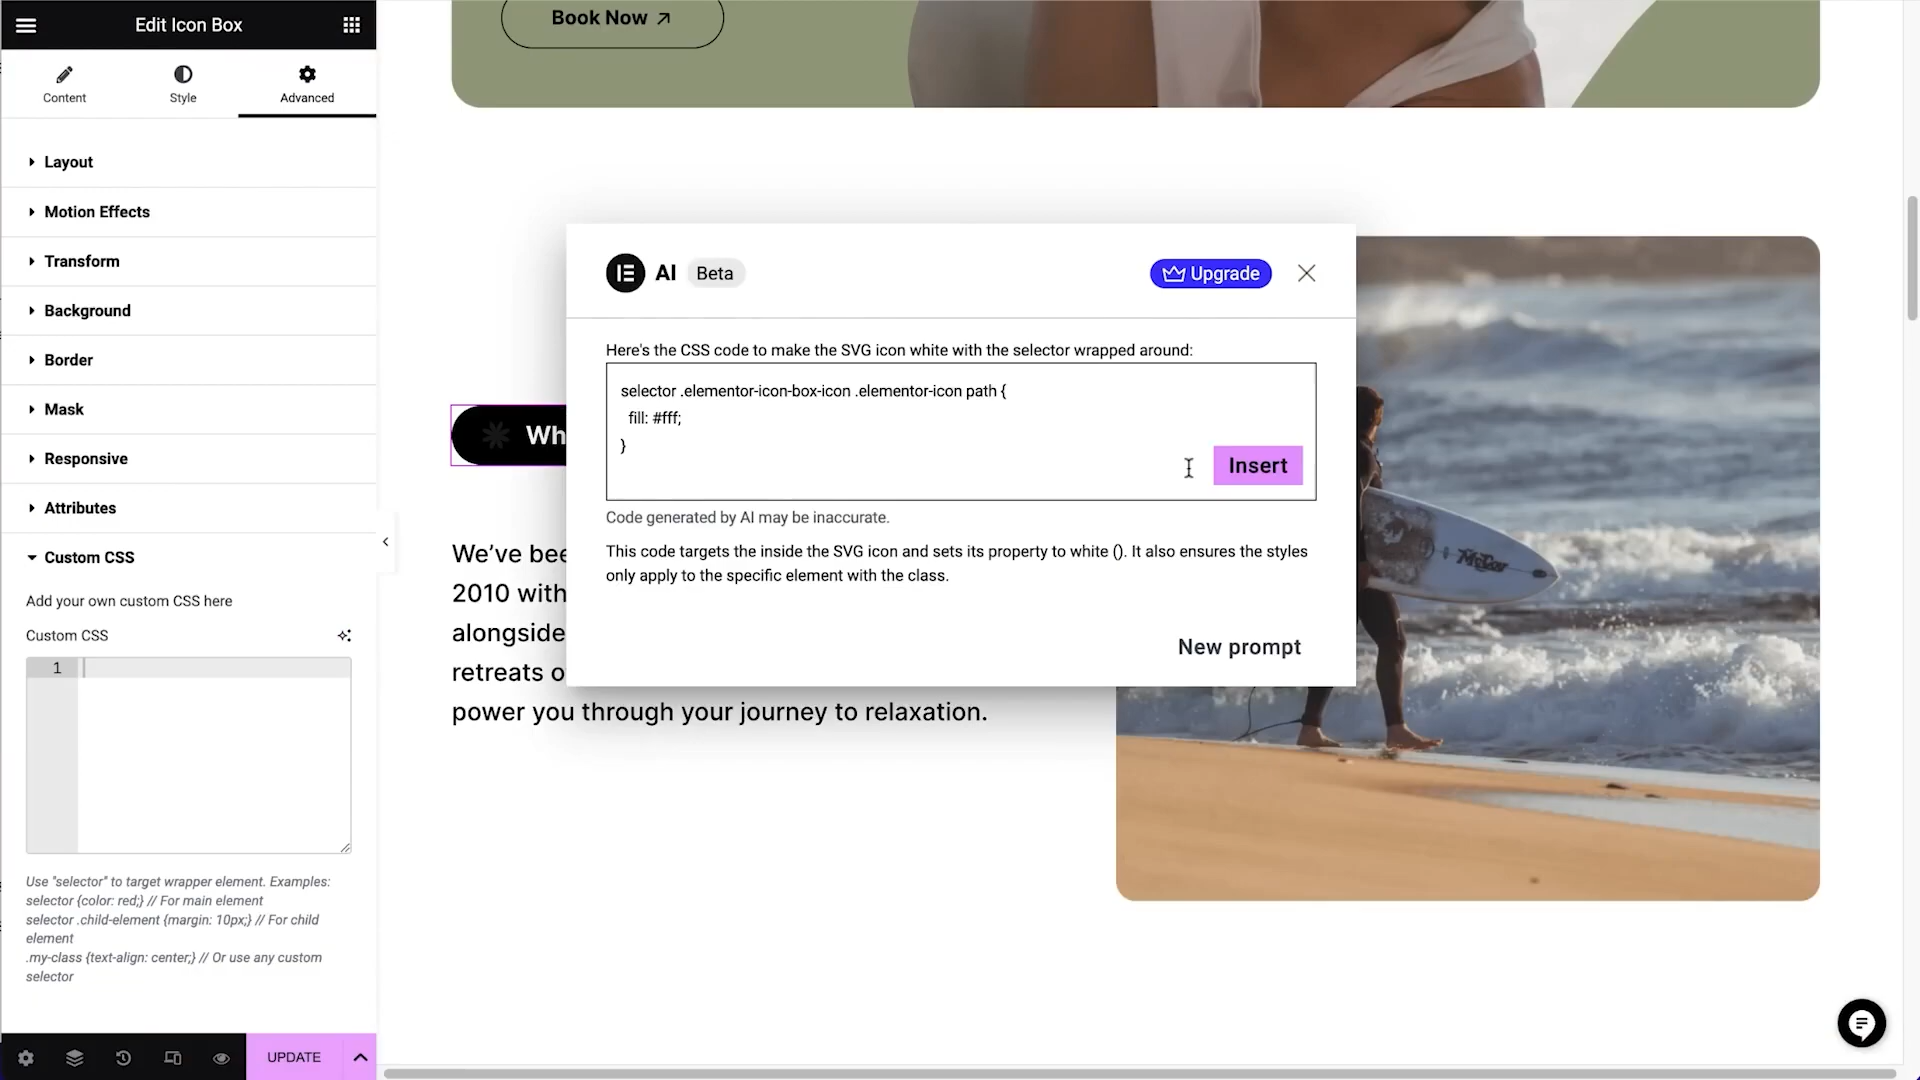 Edit Icon Box
Content
Style
Advanced
Layout
Motion Effects
Transform
Background
Border
Mask
Responsive
Attributes
Custom CSS
Add your own custom CSS here
Custom CSS
1
Use "selector" to target wrapper element. Examples:
selector {color: red;} // For main element
selector .child-element {margin: 10px;} // For child
element
.my-class {text-align: center;} // Or use any custom
selector
UPDATE
Book Now
AI Beta
Upgrade
Here's the CSS code to make the SVG icon white with the selector wrapped around:
selector .elementor-icon-box-icon .elementor-icon path {
fill: #fff;
}
Insert
Code generated by AI may be inaccurate.
This code targets the inside the SVG icon and sets its property to white (). It also ensures the styles
only apply to the specific element with the class.
New prompt
Wh
We've bee
2010 with
alongside
retreats o
power you through your journey to relaxation.
McCoy